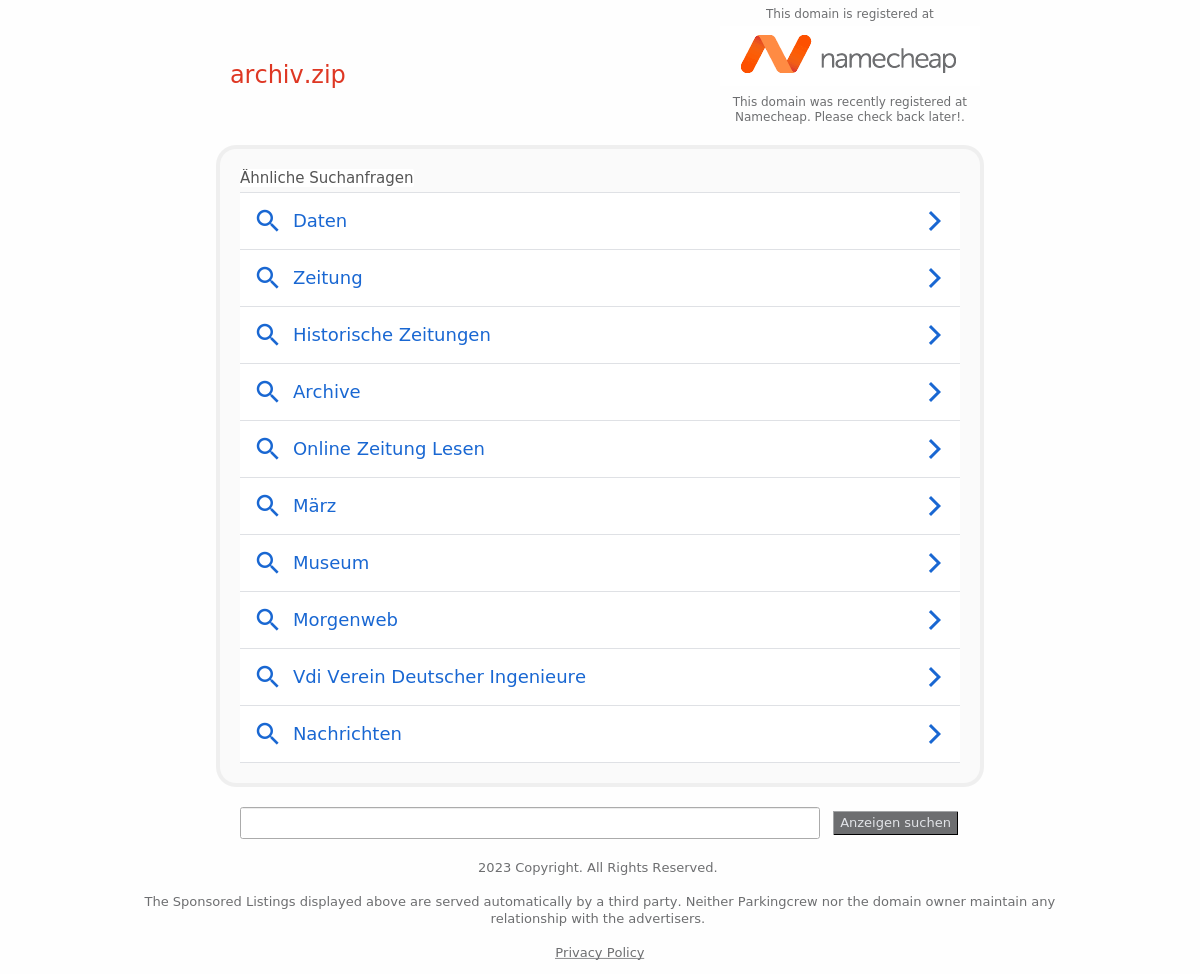 This domain is registered at
namecheap
archiv.zip
This domain was recently registered at
Namecheap. Please check back later!.
Ähnliche Suchanfragen
Daten
Zeitung
Historische Zeitungen
Archive
Online Zeitung Lesen
März
Museum
Morgenweb
Vdi Verein Deutscher Ingenieure
Nachrichten
Anzeigen suchen
2023 Copyright. All Rights Reserved.
The Sponsored Listings displayed above are served automatically by a third party. Neither Parkingcrew nor the domain owner maintain any
relationship with the advertisers.
Privacy Policy